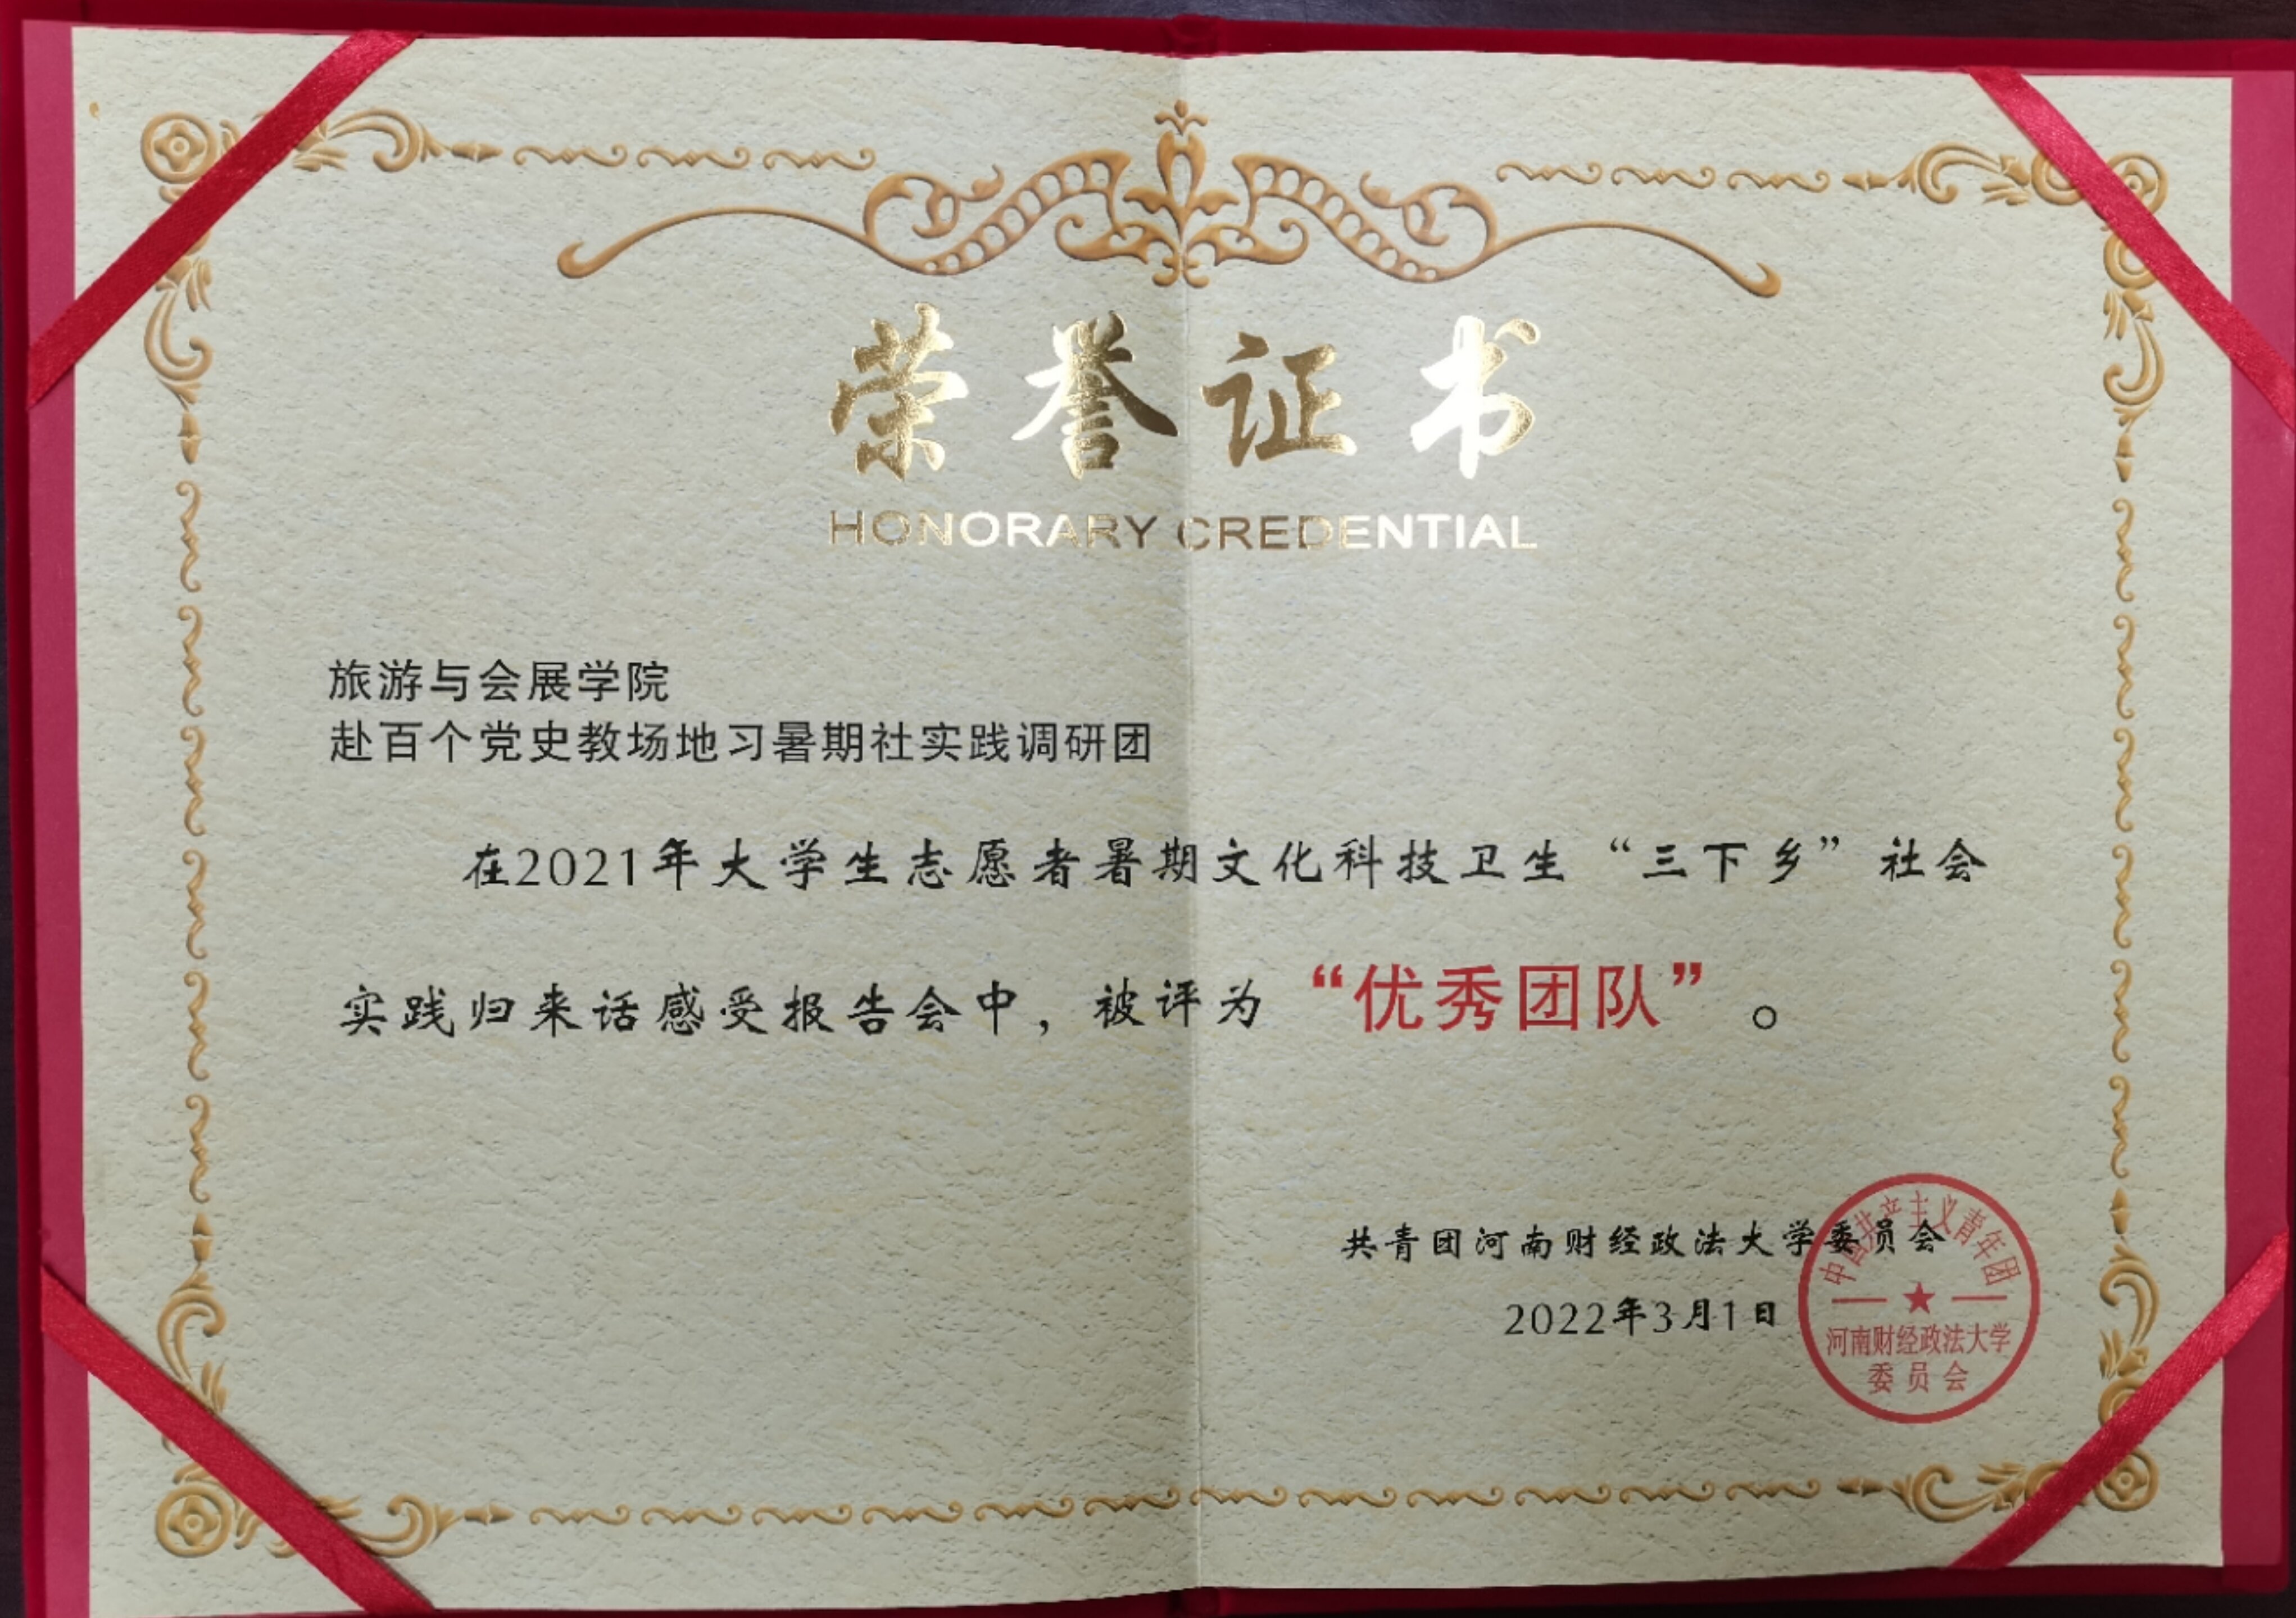 荣誉证书
HONORARY CREDENTIAL
旅游与会展学院
赴百个党史教场地习暑期社实践调研团
在2021年大学生志愿者暑期文化科技卫生“三下乡”社会
实践归来话感受报告会中，被评为“优秀团队”。
共青团河南财经政法大学委员会
2022年3月1日
中国共产主义青年团
河南财经政法大学
委员会